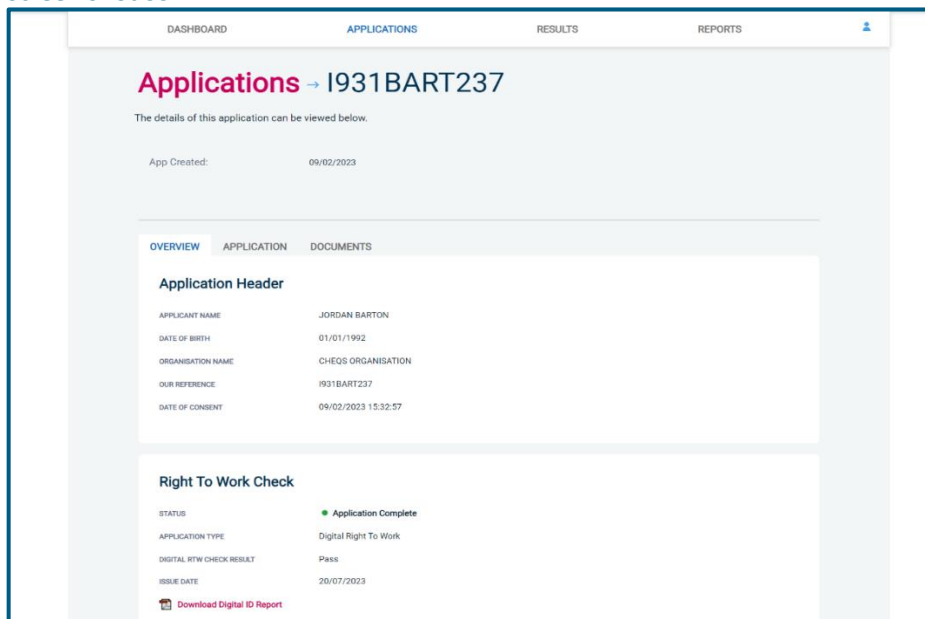 DASHBOARD APPLICATIONS RESULTS REPORTS
Applications → I931BART237
The details of this application can be viewed below.
App Created: 09/02/2023
OVERVIEW APPLICATION DOCUMENTS
Application Header
APPLICANT NAME JORDAN BARTON
DATE OF BIRTH 01/01/1992
ORGANISATION NAME CHEQS ORGANISATION
OUR REFERENCE I931BART237
DATE OF CONSENT 09/02/2023 15:32:57
Right To Work Check
STATUS Application Complete
APPLICATION TYPE Digital Right To Work
DIGITAL RTW CHECK RESULT Pass
ISSUE DATE 20/07/2023
Download Digital ID Report